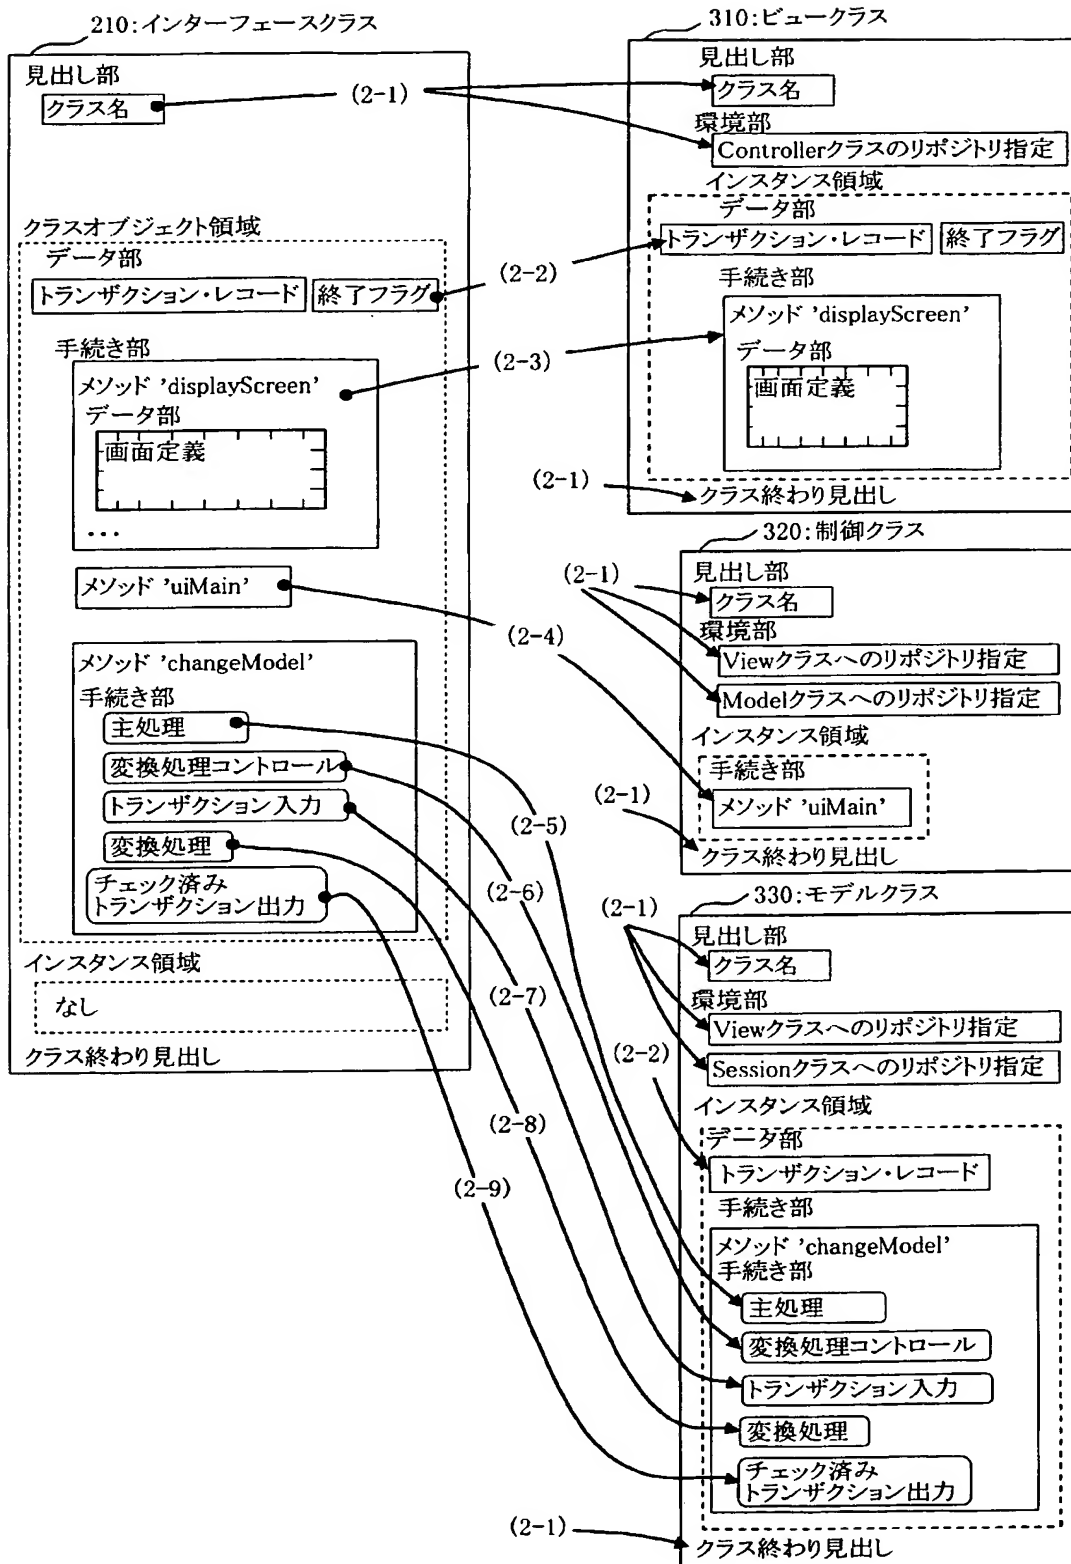 210:インターフェースクラス
見出し部
クラス名
クラスオブジェクト領域
データ部
トランザクション・レコード
終了フラグ
手続き部
メソッド 'displayScreen'
データ部
画面定義
...
メソッド 'uiMain'
メソッド 'changeModel'
手続き部
主処理
変換処理コントロール
トランザクション入力
変換処理
チェック済み
トランザクション出力
インスタンス領域
なし
クラス終わり見出し
(2-1)
(2-2)
(2-3)
(2-1)
(2-1)
(2-4)
(2-1)
(2-5)
(2-6)
(2-1)
(2-7)
(2-2)
(2-8)
(2-9)
(2-1)
310:ビュークラス
見出し部
クラス名
環境部
Controllerクラスのリポジトリ指定
インスタンス領域
データ部
トランザクション・レコード
終了フラグ
手続き部
メソッド 'displayScreen'
データ部
画面定義
クラス終わり見出し
320:制御クラス
見出し部
クラス名
環境部
Viewクラスへのリポジトリ指定
Modelクラスへのリポジトリ指定
インスタンス領域
手続き部
メソッド 'uiMain'
クラス終わり見出し
330:モデルクラス
見出し部
クラス名
環境部
Viewクラスへのリポジトリ指定
Sessionクラスへのリポジトリ指定
インスタンス領域
データ部
トランザクション・レコード
手続き部
メソッド 'changeModel'
手続き部
主処理
変換処理コントロール
トランザクション入力
変換処理
チェック済み
トランザクション出力
クラス終わり見出し